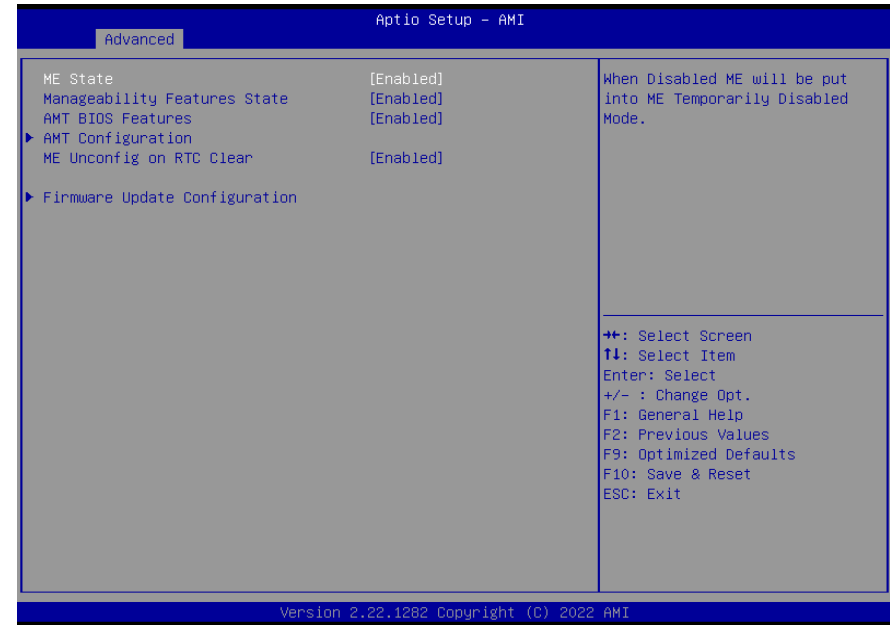 Aptio Setup – AMI
Advanced
ME State [Enabled]
Manageability Features State [Enabled]
AMT BIOS Features [Enabled]
AMT Configuration
ME Unconfig on RTC Clear [Enabled]
Firmware Update Configuration
When Disabled ME will be put
into ME Temporarily Disabled
Mode.
→←: Select Screen
↑↓: Select Item
Enter: Select
+/- : Change Opt.
F1: General Help
F2: Previous Values
F9: Optimized Defaults
F10: Save & Reset
ESC: Exit
Version 2.22.1282 Copyright (C) 2022 AMI